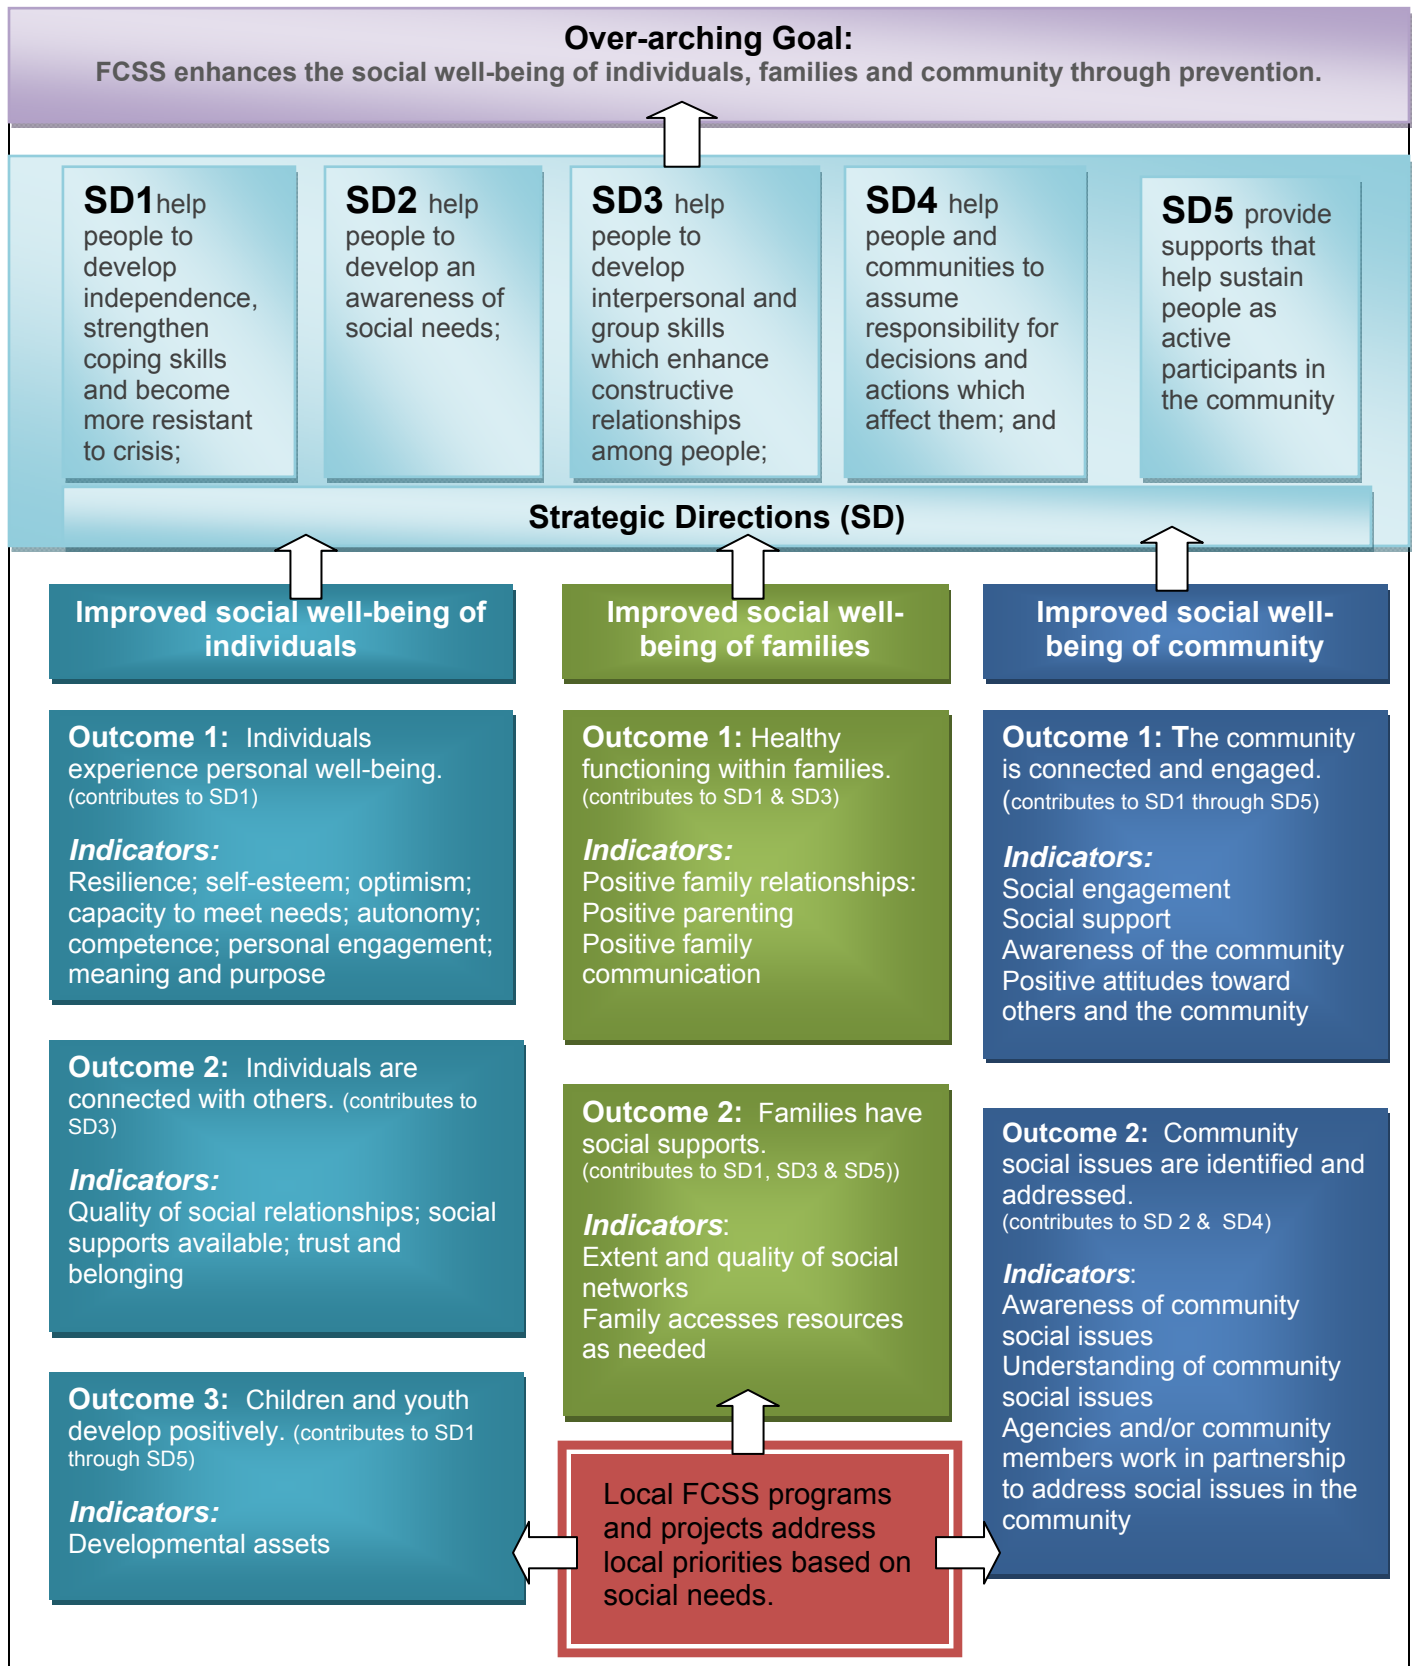 Over-arching Goal:
FCSS enhances the social well-being of individuals, families and community through prevention.
SD1help
people to
develop
independence,
strengthen
coping skills
and become
more resistant
to crisis;
SD2 help
people to
develop an
awareness of
social needs;
SD3 help
people to
develop
interpersonal and
group skills
which enhance
constructive
relationships
among people;
SD4 help
people and
communities to
assume
responsibility for
decisions and
actions which
affect them; and
SD5 provide
supports that
help sustain
people as
active
participants in
the community
Strategic Directions (SD)
Improved social well-being of
individuals
Outcome 1: Individuals
experience personal well-being.
(contributes to SD1)
Indicators:
Resilience; self-esteem; optimism;
capacity to meet needs; autonomy;
competence; personal engagement;
meaning and purpose
Outcome 2: Individuals are
connected with others. (contributes to
SD3)
Indicators:
Quality of social relationships; social
supports available; trust and
belonging
Outcome 3: Children and youth
develop positively. (contributes to SD1
through SD5)
Indicators:
Developmental assets
Improved social well-
being of families
Outcome 1: Healthy
functioning within families.
(contributes to SD1 & SD3)
Indicators:
Positive family relationships:
Positive parenting
Positive family
communication
Outcome 2: Families have
social supports.
(contributes to SD1, SD3 & SD5))
Indicators:
Extent and quality of social
networks
Family accesses resources
as needed
Improved social well-
being of community
Outcome 1: The community
is connected and engaged.
(contributes to SD1 through SD5)
Indicators:
Social engagement
Social support
Awareness of the community
Positive attitudes toward
others and the community
Outcome 2: Community
social issues are identified and
addressed.
(contributes to SD 2 & SD4)
Indicators:
Awareness of community
social issues
Understanding of community
social issues
Agencies and/or community
members work in partnership
to address social issues in the
community
Local FCSS programs
and projects address
local priorities based on
social needs.